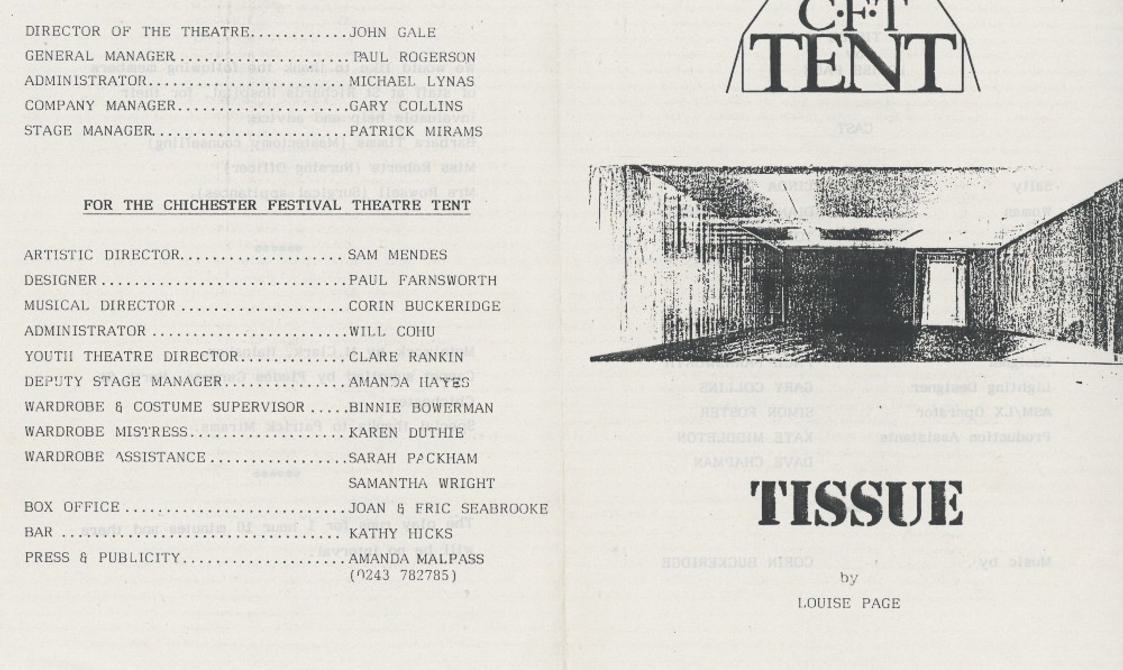 DIRECTOR OF THE THEATRE............JOHN GALE
GENERAL MANAGER.....................PAUL ROGERSON
ADMINISTRATOR........................MICHAEL LYNAS
COMPANY MANAGER.....................GARY COLLINS
STAGE MANAGER........................PATRICK MIRAMS
FOR THE CHICHESTER FESTIVAL THEATRE TENT
ARTISTIC DIRECTOR....................SAM MENDES
DESIGNER..............................PAUL FARNSWORTH
MUSICAL DIRECTOR.....................CORIN BUCKERIDGE
ADMINISTRATOR........................WILL COHU
YOUTH THEATRE DIRECTOR..............CLARE RANKIN
DEPUTY STAGE MANAGER................AMANDA HAYES
WARDROBE & COSTUME SUPERVISOR.....BINNIE BOWERMAN
WARDROBE MISTRESS....................KAREN DUTHIE
WARDROBE ASSISTANCE.................SARAH PACKHAM
SAMANTHA WRIGHT
BOX OFFICE...........................JOAN & ERIC SEABROOKE
BAR...................................KATHY HICKS
PRESS & PUBLICITY....................AMANDA MALPASS
(0243 782785)
C·F·T
TENT
TISSUE
by
LOUISE PAGE